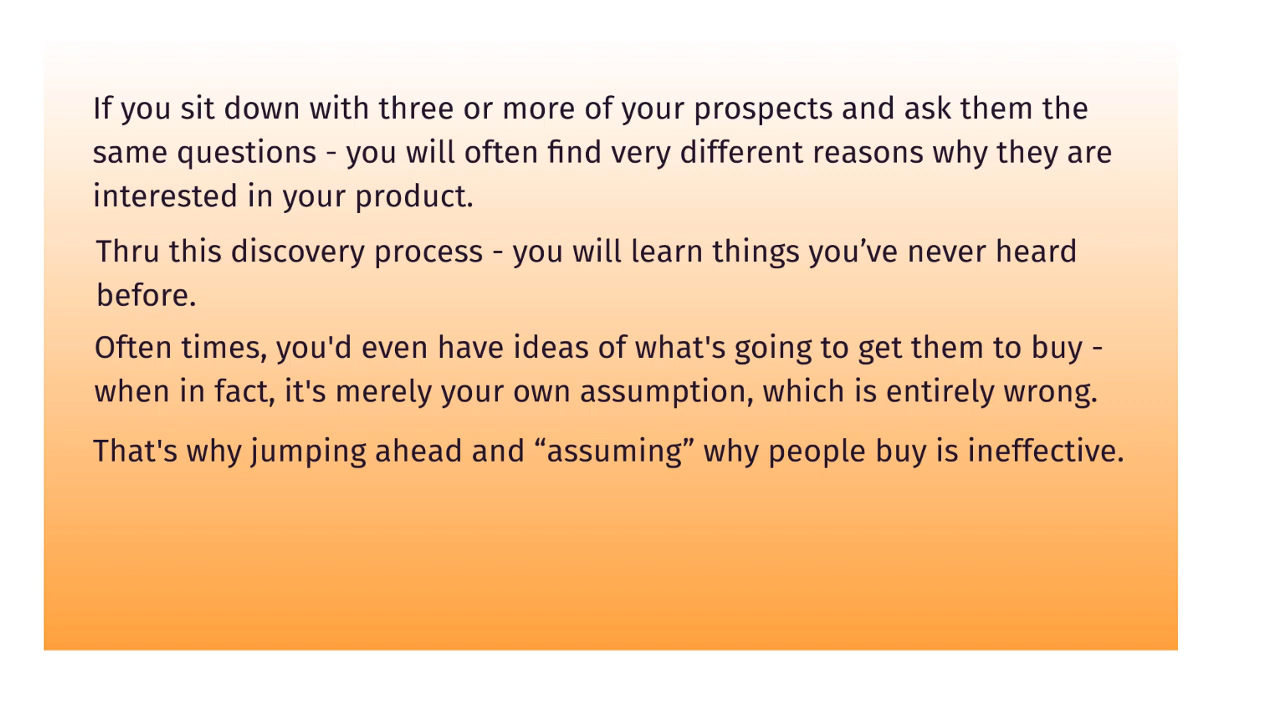 If you sit down with three or more of your prospects and ask them the
same questions - you will often find very different reasons why they are
interested in your product.
Thru this discovery process - you will learn things you’ve never heard
before.
Often times, you'd even have ideas of what's going to get them to buy -
when in fact, it's merely your own assumption, which is entirely wrong.
That's why jumping ahead and “assuming” why people buy is ineffective.